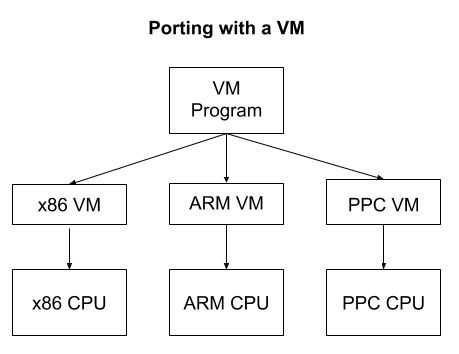 Porting with a VM
VM
Program
x86 VM
ARM VM
PPC VM
x86 CPU
ARM CPU
PPC CPU